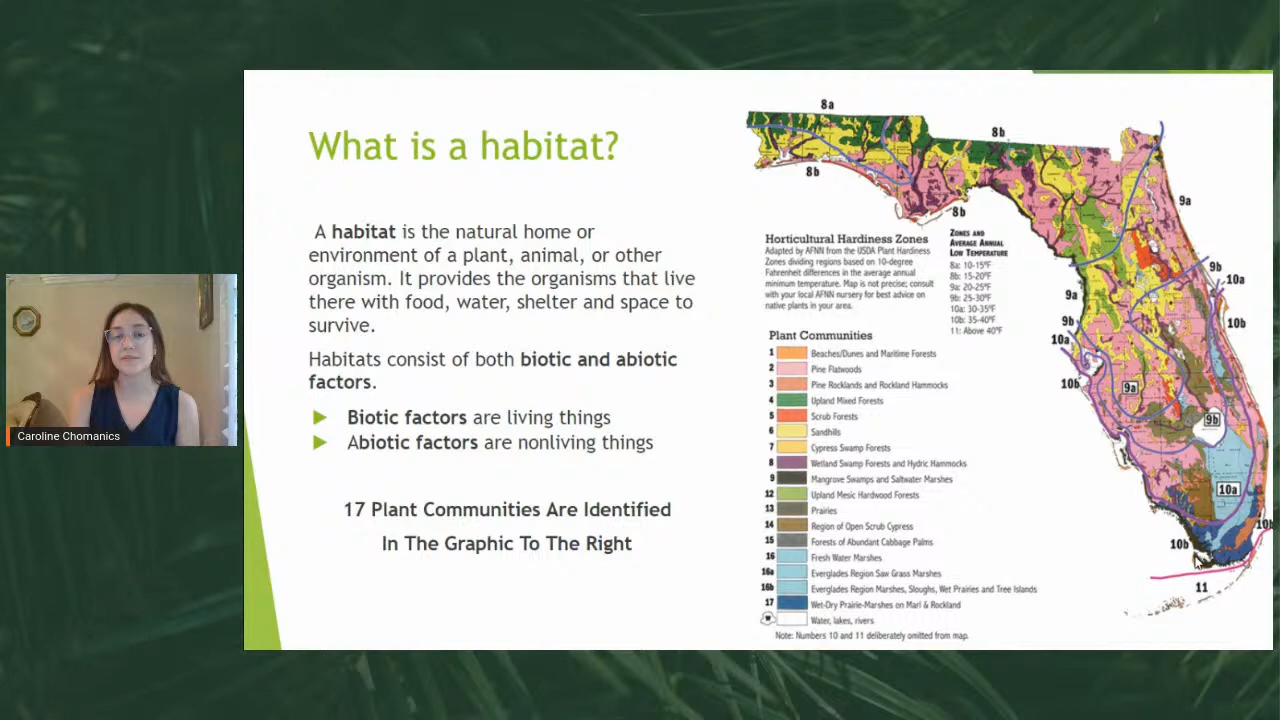 What is a habitat?
A habitat is the natural home or
environment of a plant, animal, or other
organism. It provides the organisms that live
there with food, water, shelter and space to
survive.
Habitats consist of both biotic and abiotic
factors.
Biotic factors are living things
Abiotic factors are nonliving things
17 Plant Communities Are Identified
In The Graphic To The Right
Caroline Chomanics
8a
8b
8b
8b
9a
9b
10a
10b
9a
9b
10a
10b
9a
9b
10a
10b
10b
11
Horticultural Hardiness Zones
Adapted by AFNN from the USDA Plant Hardiness
Zones dividing regions based on 10-degree
Fahrenheit differences in the average annual
minimum temperature. Map is not precise; consult
with your local AFNN nursery for best advice on
native plants in your area.
Zones and
Average Annual
Low Temperature
8a: 10-15°F
8b: 15-20°F
9a: 20-25°F
9b: 25-30°F
10a: 30-35°F
10b: 35-40°F
11: Above 40°F
Plant Communities
1 Beaches/Dunes and Maritime Forests
2 Pine Flatwoods
3 Pine Rocklands and Rockland Hammocks
4 Upland Mixed Forests
5 Scrub Forests
6 Sandhills
7 Cypress Swamp Forests
8 Wetland Swamp Forests and Hydric Hammocks
9 Mangrove Swamps and Saltwater Marshes
12 Upland Mesic Hardwood Forests
13 Prairies
14 Region of Open Scrub Cypress
15 Forests of Abundant Cabbage Palms
16 Fresh Water Marshes
16a Everglades Region Saw Grass Marshes
16b Everglades Region Marshes, Sloughs, Wet Prairies and Tree Islands
17 Wet-Dry Prairie-Marshes on Marl & Rockland
Water, lakes, rivers
Note: Numbers 10 and 11 deliberately omitted from map.